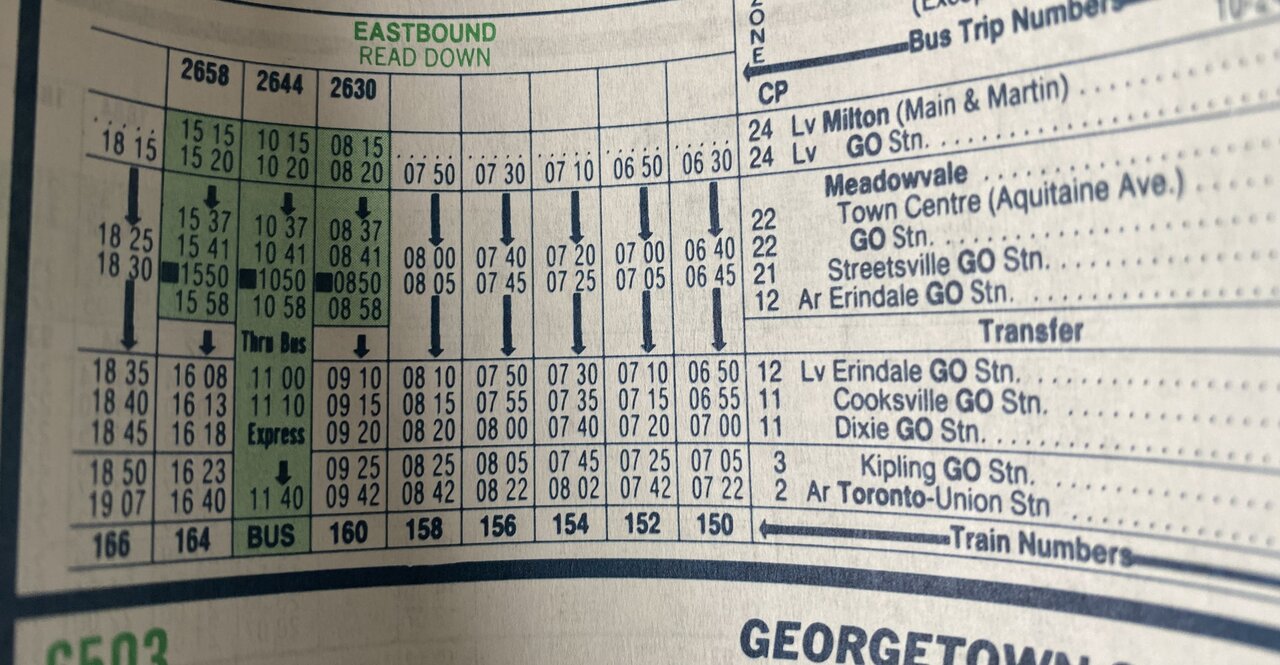 EASTBOUND
READ DOWN
ZONE
Bus Trip Numbers
2658 2644 2630 CP
15 15 10 15 08 15 24 Lv Milton (Main & Martin)
18 15 15 20 10 20 08 20 07 50 07 30 07 10 06 50 06 30 24 Lv GO Stn.
Meadowvale
15 37 10 37 08 37 22 Town Centre (Aquitaine Ave.)
18 25 15 41 10 41 08 41 08 00 07 40 07 20 07 00 06 40 22 GO Stn.
18 30 ■1550 ■1050 ■0850 08 05 07 45 07 25 07 05 06 45 21 Streetsville GO Stn.
15 58 10 58 08 58 12 Ar Erindale GO Stn.
Thru Bus Transfer
18 35 16 08 11 00 09 10 08 10 07 50 07 30 07 10 06 50 12 Lv Erindale GO Stn.
18 40 16 13 11 10 09 15 08 15 07 55 07 35 07 15 06 55 11 Cooksville GO Stn.
18 45 16 18 Express 09 20 08 20 08 00 07 40 07 20 07 00 11 Dixie GO Stn.
18 50 16 23 09 25 08 25 08 05 07 45 07 25 07 05 3 Kipling GO Stn.
19 07 16 40 11 40 09 42 08 42 08 22 08 02 07 42 07 22 2 Ar Toronto-Union Stn
166 164 BUS 160 158 156 154 152 150 Train Numbers
GEORGETOWN